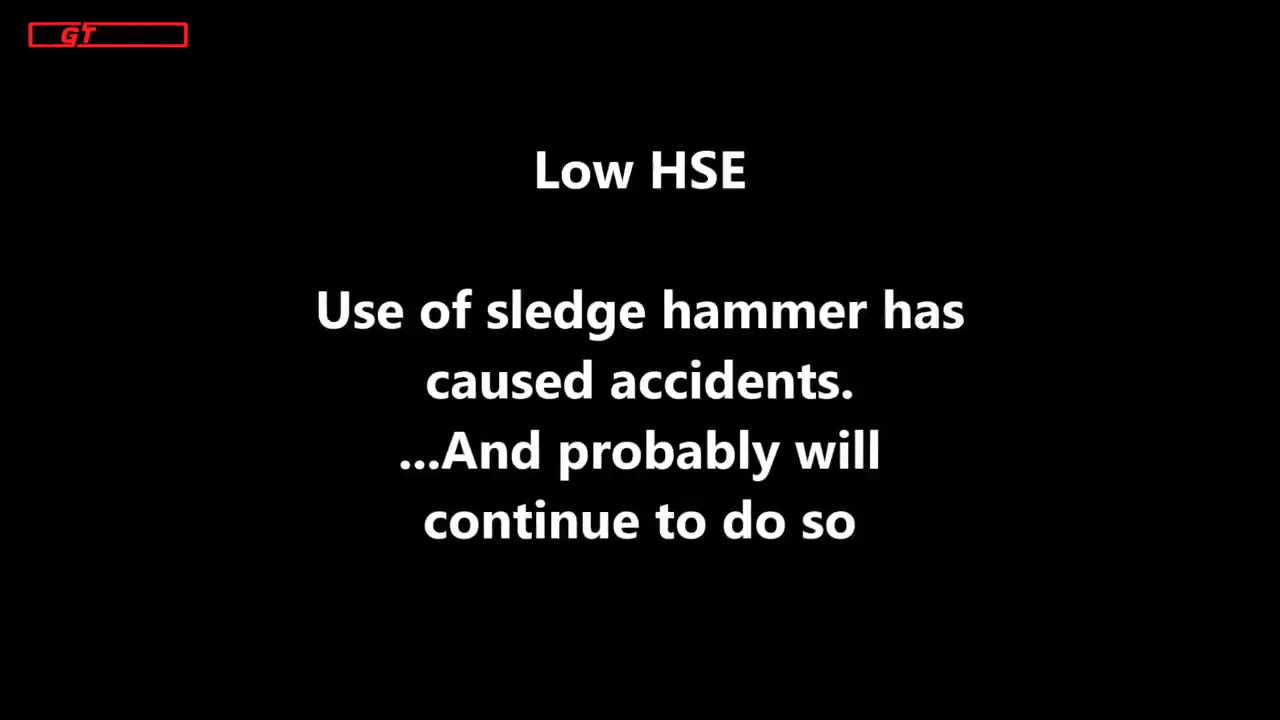 GT
Low HSE
Use of sledge hammer has
caused accidents.
...And probably will
continue to do so